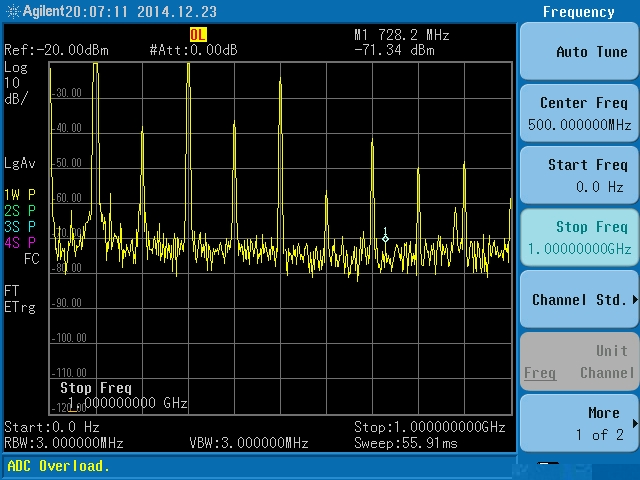 Agilent 20:07:11 2014.12.23
Frequency
OL
M1 728.2 MHz
Ref:-20.00dBm #Att:0.00dB -71.34 dBm
Auto Tune
Log
10
dB/
-30.00
Center Freq
500.000000MHz
-40.00
LgAv
-50.00
Start Freq
0.0 Hz
1W P
-60.00
2S P
3S P
4S P
-70.00
1
Stop Freq
1.00000000GHz
FC
-80.00
FT
ETrg
-90.00
Channel Std.
-100.00
Unit
Freq Channel
-110.00
Stop Freq
1.000000000 GHz
-120.00
More
1 of 2
Start:0.0 Hz Stop:1.000000000GHz
RBW:3.000000MHz VBW:3.000000MHz Sweep:55.91ms
ADC Overload.